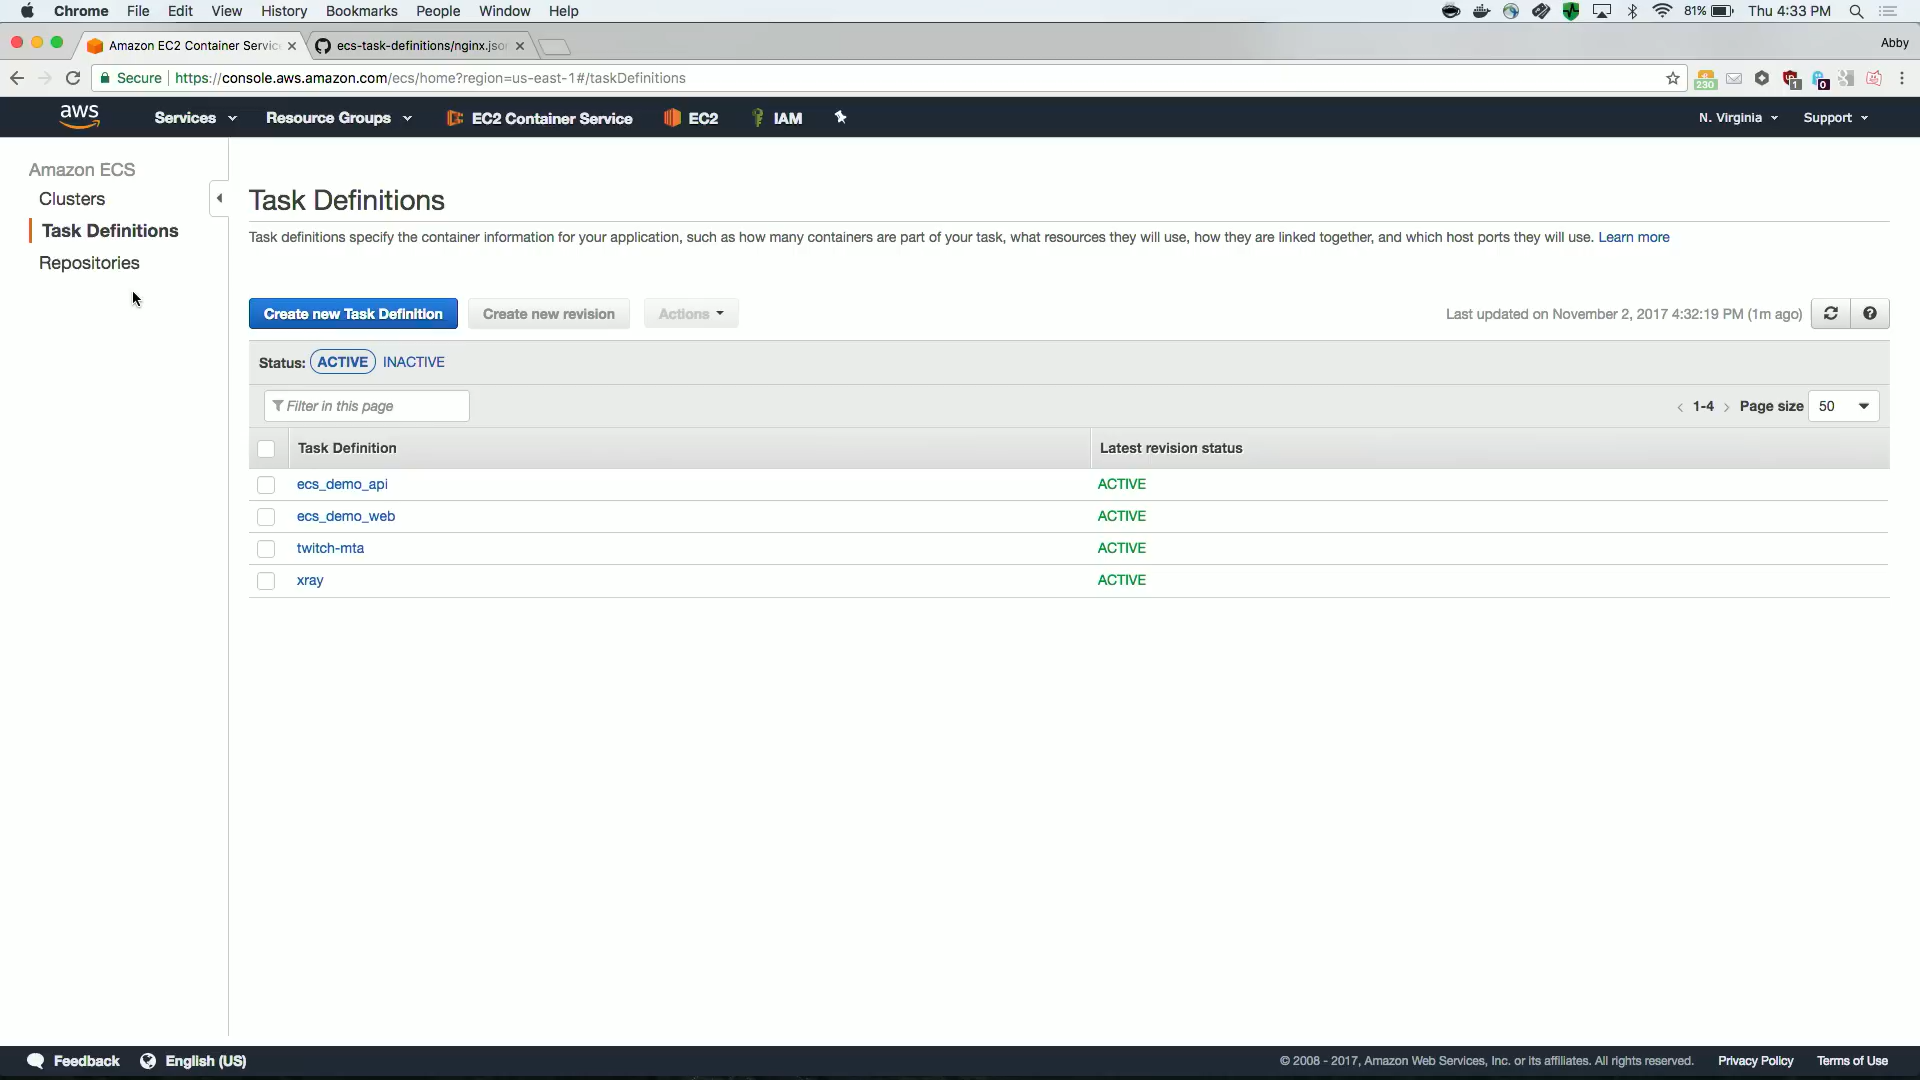 Chrome File Edit View History Bookmarks People Window Help 81% Thu 4:33 PM
Amazon EC2 Container Servic ecs-task-definitions/nginx.jso Abby
Secure https://console.aws.amazon.com/ecs/home?region=us-east-1#/taskDefinitions 230 1 0
aws Services Resource Groups EC2 Container Service EC2 IAM N. Virginia Support
Amazon ECS
Clusters
Task Definitions
Repositories
Task Definitions
Task definitions specify the container information for your application, such as how many containers are part of your task, what resources they will use, how they are linked together, and which host ports they will use. Learn more
Create new Task Definition Create new revision Actions Last updated on November 2, 2017 4:32:19 PM (1m ago)
Status: ACTIVE INACTIVE
Filter in this page 1-4 Page size 50
Task Definition Latest revision status
ecs_demo_api ACTIVE
ecs_demo_web ACTIVE
twitch-mta ACTIVE
xray ACTIVE
Feedback English (US) © 2008 - 2017, Amazon Web Services, Inc. or its affiliates. All rights reserved. Privacy Policy Terms of Use